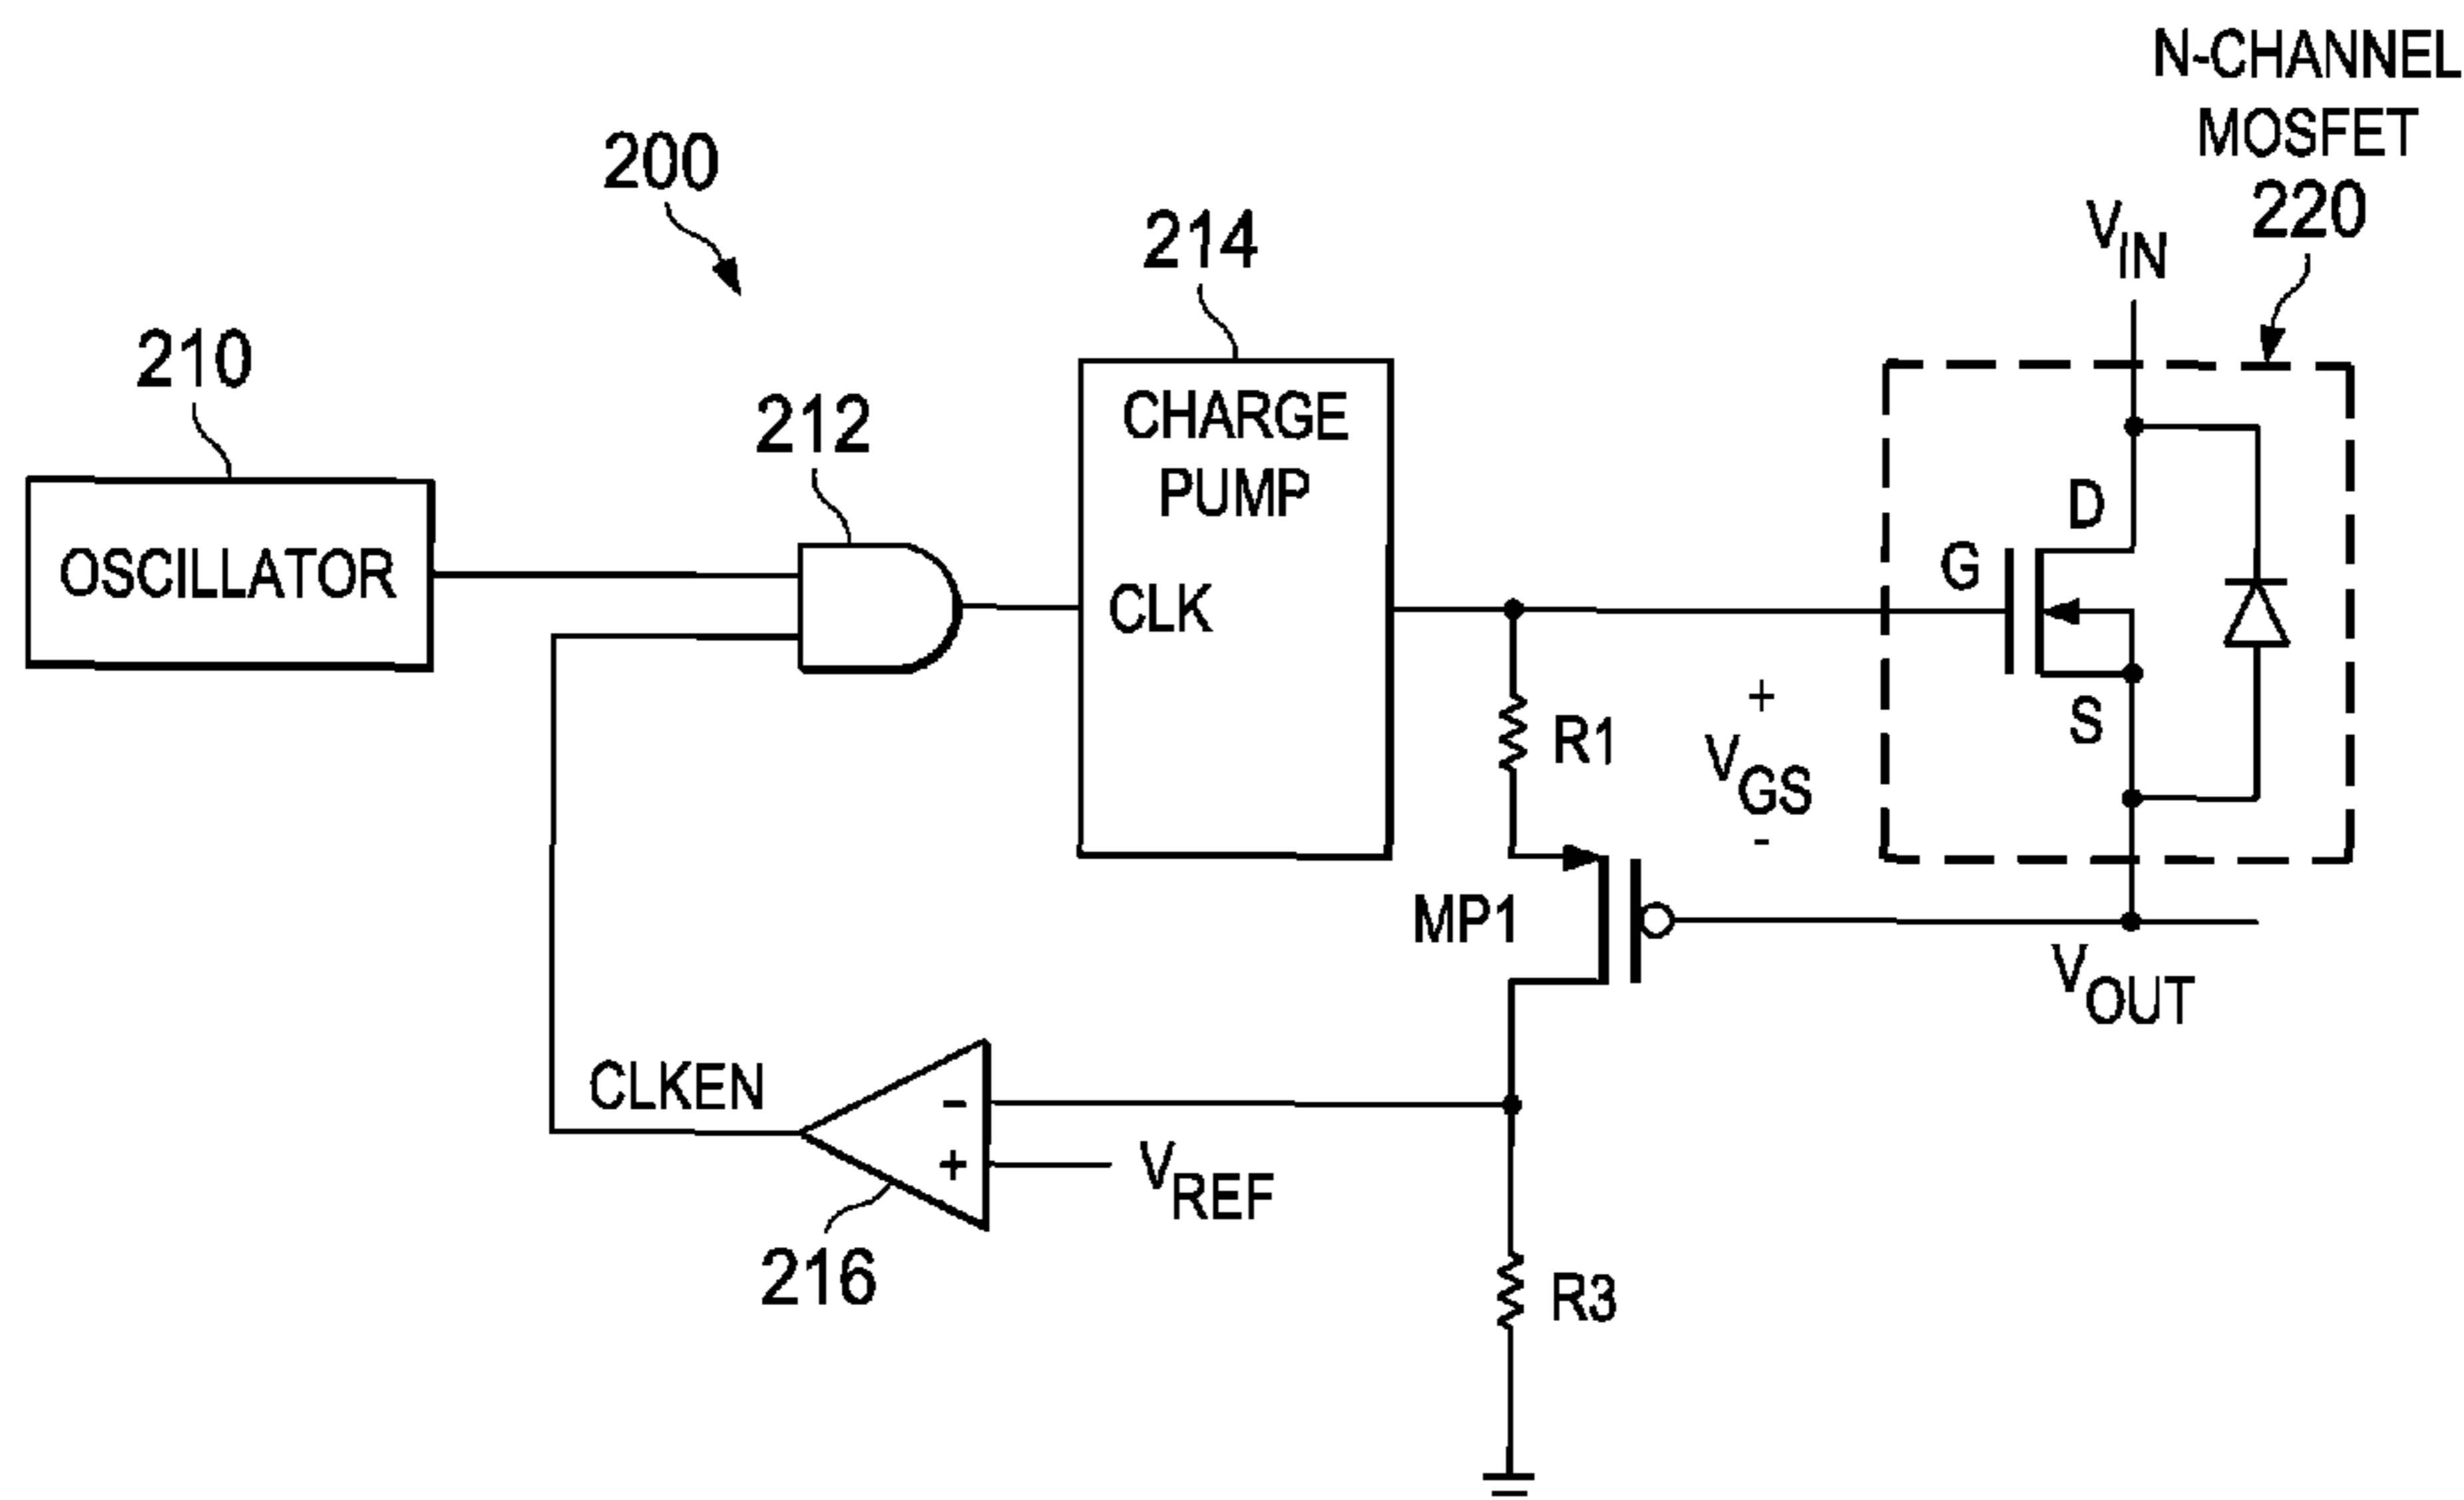 N-CHANNEL
MOSFET
220
200
214
VIN
210
212
CHARGE
PUMP
OSCILLATOR
CLK
G
D
S
R1
+
VGS
-
MP1
VOUT
CLKEN
-
+
VREF
216
R3